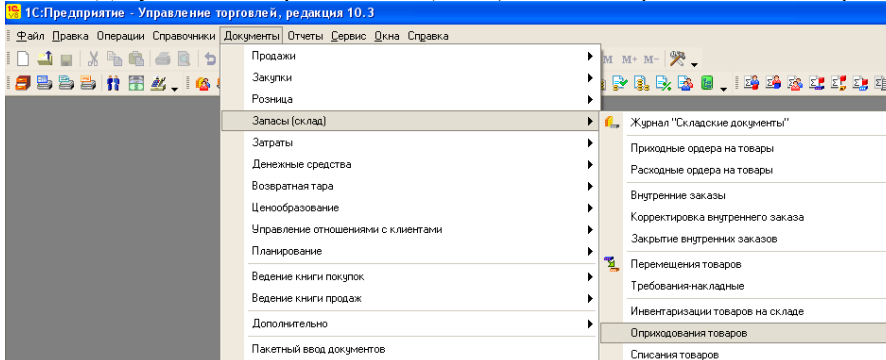 1С:Предприятие - Управление торговлей, редакция 10.3
Файл Правка Операции Справочники Документы Отчеты Сервис Окна Справка
M M+ M-
Продажи
Закупки
Розница
Запасы (склад)
Затраты
Денежные средства
Возвратная тара
Ценообразование
Управление отношениями с клиентами
Планирование
Ведение книги покупок
Ведение книги продаж
Дополнительно
Пакетный ввод документов
Журнал "Складские документы"
Приходные ордера на товары
Расходные ордера на товары
Внутренние заказы
Корректировка внутреннего заказа
Закрытие внутренних заказов
Перемещения товаров
Требования-накладные
Инвентаризации товаров на складе
Оприходования товаров
Списания товаров